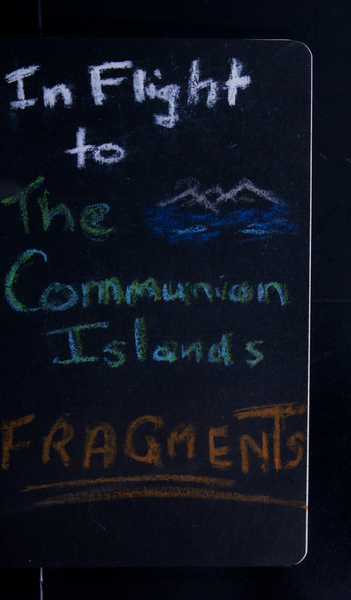 In Flight
to
The
Communion
Islands
FRAGMENTS